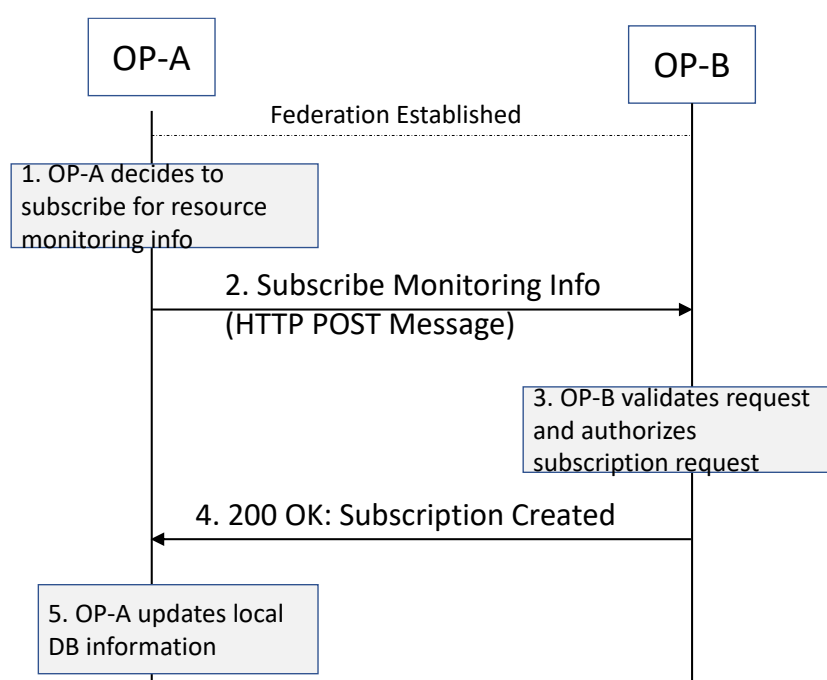 OP-A
OP-B
Federation Established
1. OP-A decides to
subscribe for resource
monitoring info
2. Subscribe Monitoring Info
(HTTP POST Message)
3. OP-B validates request
and authorizes
subscription request
4. 200 OK: Subscription Created
5. OP-A updates local
DB information